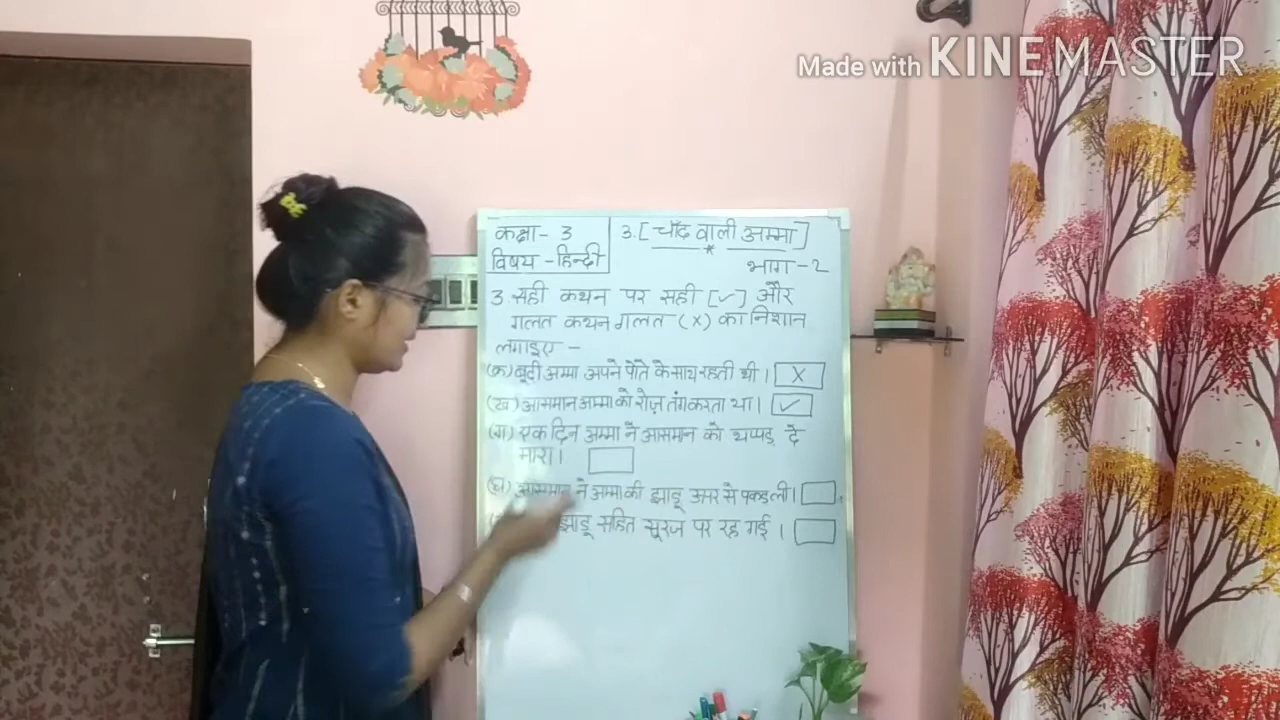 Made with KINEMASTER
कक्षा - 3
विषय - हिन्दी
3. [चाँद वाली अम्मा]
भाग - 2
3. सही कथन पर सही [✓] और
गलत कथन गलत (X) का निशान
लगाइए -
(क) बूढ़ी अम्मा अपने पोते के साथ रहती थी। X
(ख) आसमान अम्मा को रोज़ तंग करता था। ✓
(ग) एक दिन अम्मा ने आसमान को थप्पड़ दे
मारा।
(घ) आसमान ने अम्मा की झाडू ऊपर से पकड़ ली।
झाडू सहित सूरज पर रह गई।